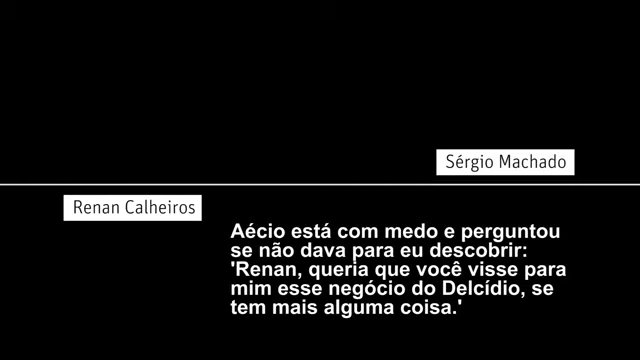 Sérgio Machado
Renan Calheiros
Aécio está com medo e perguntou
se não dava para eu descobrir:
'Renan, queria que você visse para
mim esse negócio do Delcídio, se
tem mais alguma coisa.'